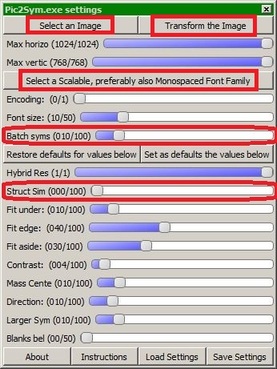 Pic2Sym.exe settings
Select an Image Transform the Image
Max horizo (1024/1024)
Max vertic (768/768)
Select a Scalable, preferably also Monospaced Font Family
Encoding: (0/1)
Font size: (10/50)
Batch syms (010/100)
Restore defaults for values below Set as defaults the values below
Hybrid Res (1/1)
Struct Sim (000/100)
Fit under: (010/100)
Fit edge: (040/100)
Fit aside: (030/100)
Contrast: (004/100)
Mass Cente (010/100)
Direction: (010/100)
Larger Sym (010/100)
Blanks bel (00/50)
About Instructions Load Settings Save Settings